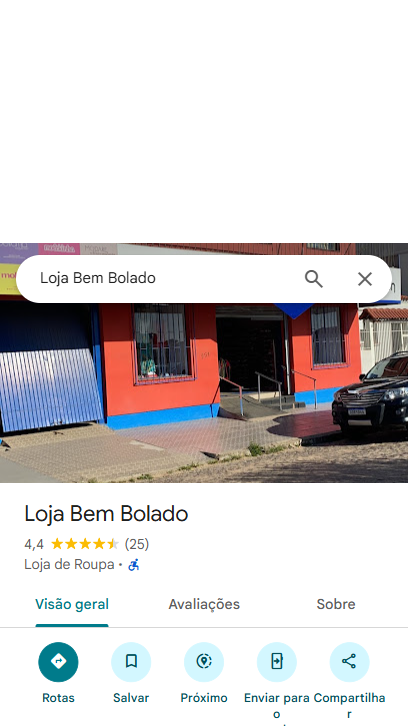 Loja Bem Bolado
Loja Bem Bolado
4,4 (25)
Loja de Roupa ·
Visão geral Avaliações Sobre
Rotas Salvar Próximo Enviar para o Compartilhar